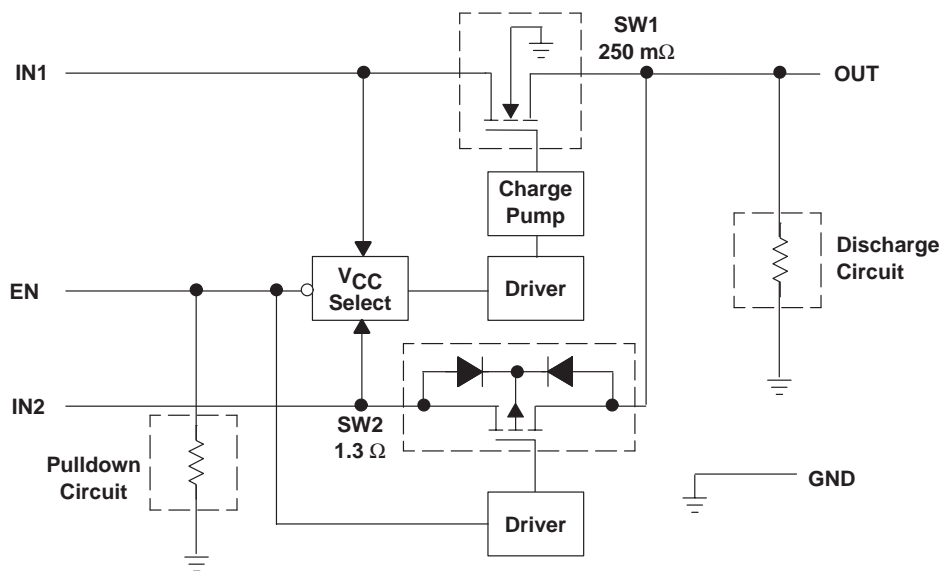 SW1
250 mΩ
IN1
OUT
Charge
Pump
Discharge
Circuit
VCC
Select
EN
Driver
IN2
SW2
1.3 Ω
Pulldown
Circuit
GND
Driver